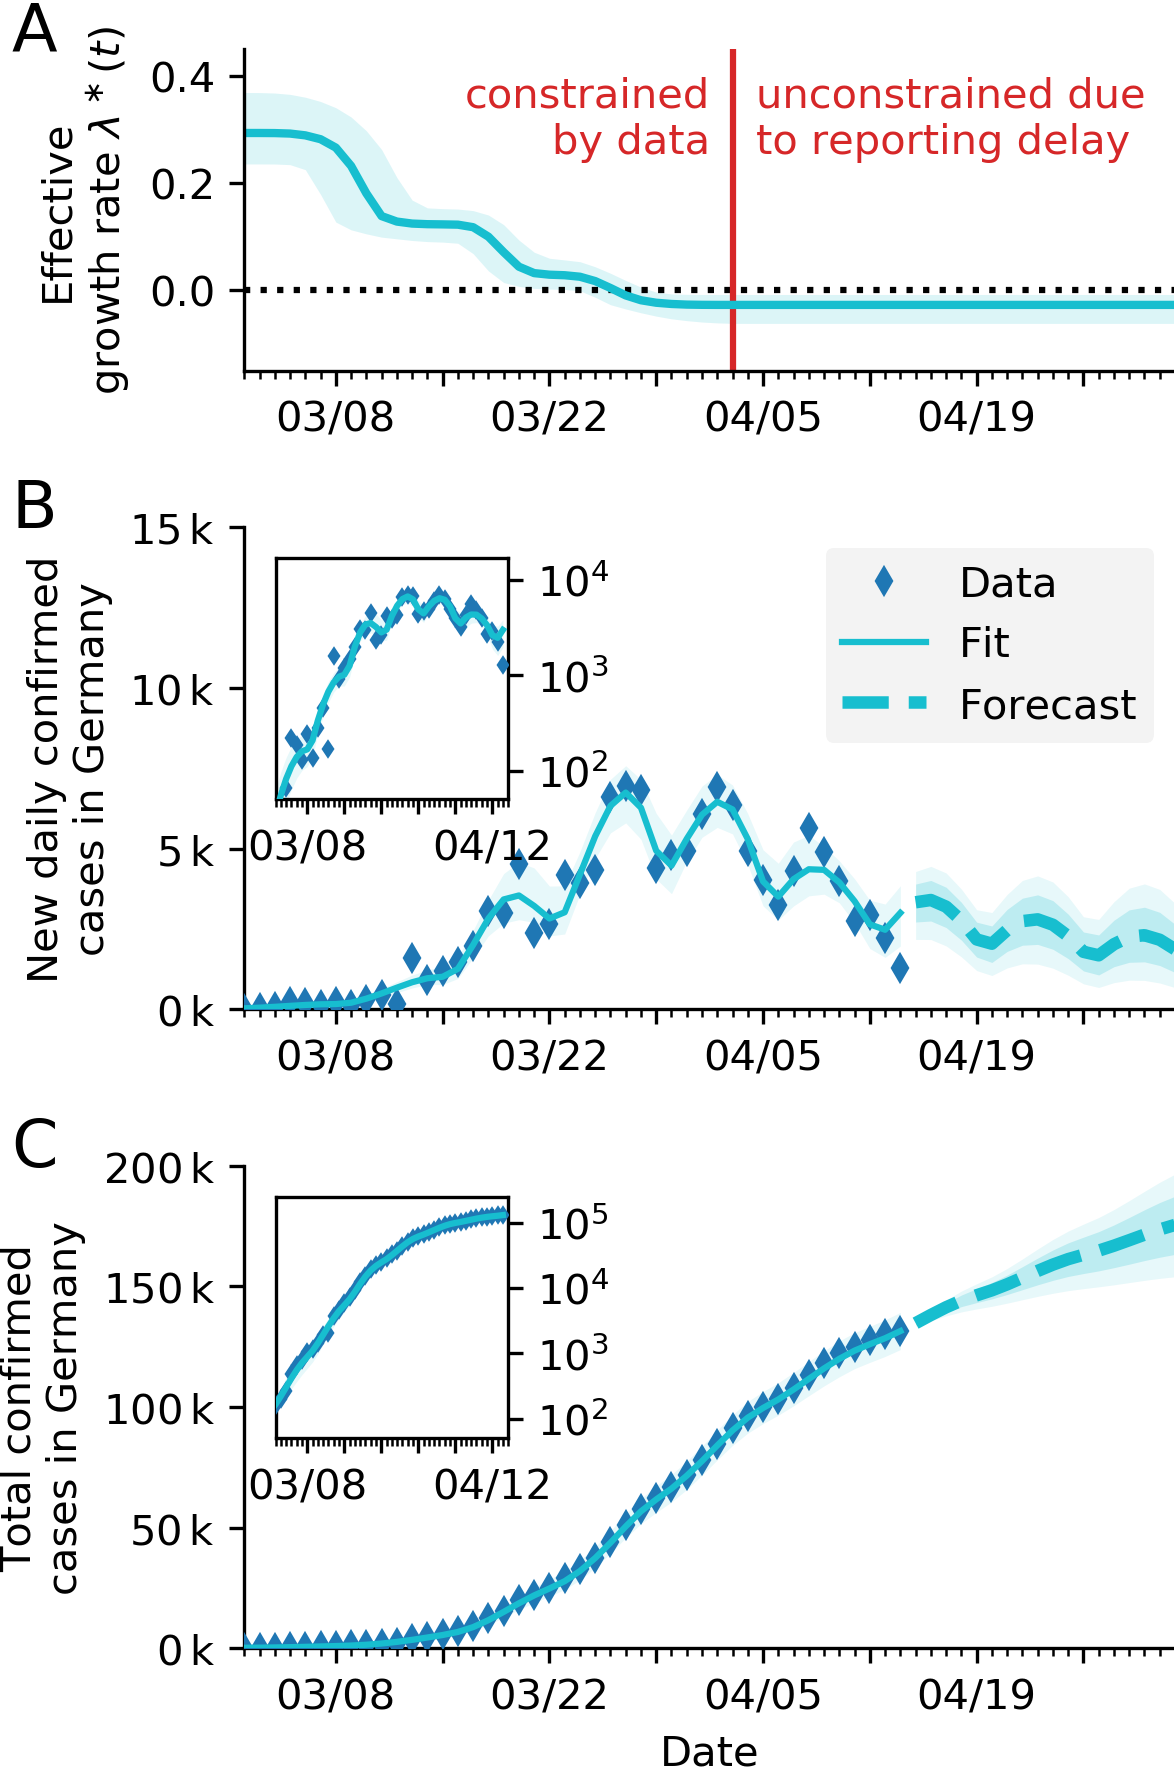 A
Effective
growth rate λ * (t)
0.4
0.2
0.0
constrained
by data
unconstrained due
to reporting delay
03/08
03/22
04/05
04/19
B
New daily confirmed
cases in Germany
15 k
10 k
5 k
0 k
10⁴
10³
10²
03/08
04/12
Data
Fit
Forecast
03/08
03/22
04/05
04/19
C
Total confirmed
cases in Germany
200 k
150 k
100 k
50 k
0 k
10⁵
10⁴
10³
10²
03/08
04/12
03/08
03/22
04/05
04/19
Date